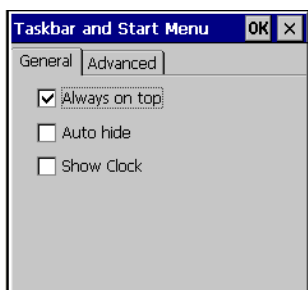 Taskbar and Start Menu OK ×
General Advanced
Always on top
Auto hide
Show Clock